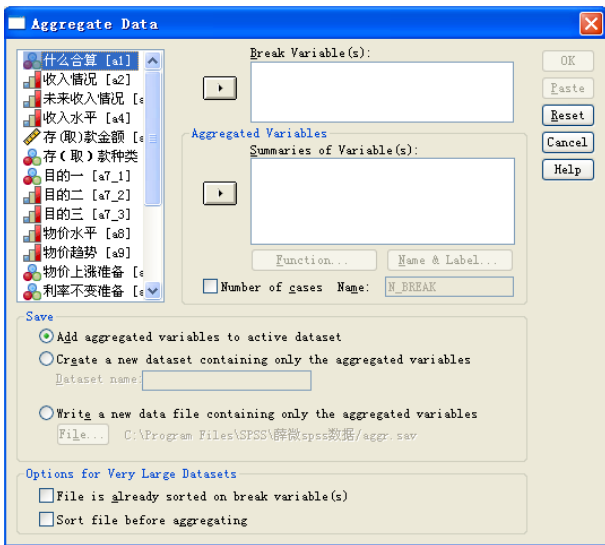 Aggregate Data
什么合算 [a1]
收入情况 [a2]
未来收入情况 [a
收入水平 [a4]
存(取)款金额 [a
存(取)款种类
目的一 [a7_1]
目的二 [a7_2]
目的三 [a7_3]
物价水平 [a8]
物价趋势 [a9]
物价上涨准备 [a
利率不变准备 [a
Break Variable(s):
Aggregated Variables
Summaries of Variable(s):
Function...
Name & Label...
Number of cases Name: N_BREAK
OK
Paste
Reset
Cancel
Help
Save
Add aggregated variables to active dataset
Create a new dataset containing only the aggregated variables
Dataset name:
Write a new data file containing only the aggregated variables
File... C:\Program Files\SPSS\薛微spss数据/aggr.sav
Options for Very Large Datasets
File is already sorted on break variable(s)
Sort file before aggregating